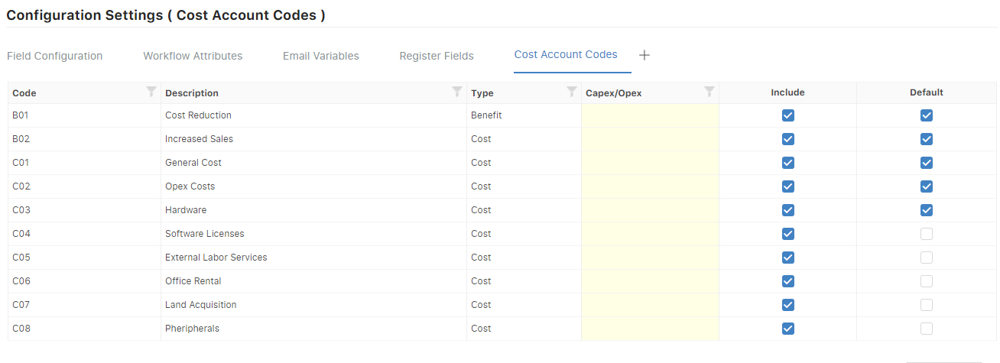 Configuration Settings ( Cost Account Codes )
Field Configuration Workflow Attributes Email Variables Register Fields Cost Account Codes +
Code Description Type Capex/Opex Include Default
B01 Cost Reduction Benefit
B02 Increased Sales Cost
C01 General Cost Cost
C02 Opex Costs Cost
C03 Hardware Cost
C04 Software Licenses Cost
C05 External Labor Services Cost
C06 Office Rental Cost
C07 Land Acquisition Cost
C08 Pheripherals Cost